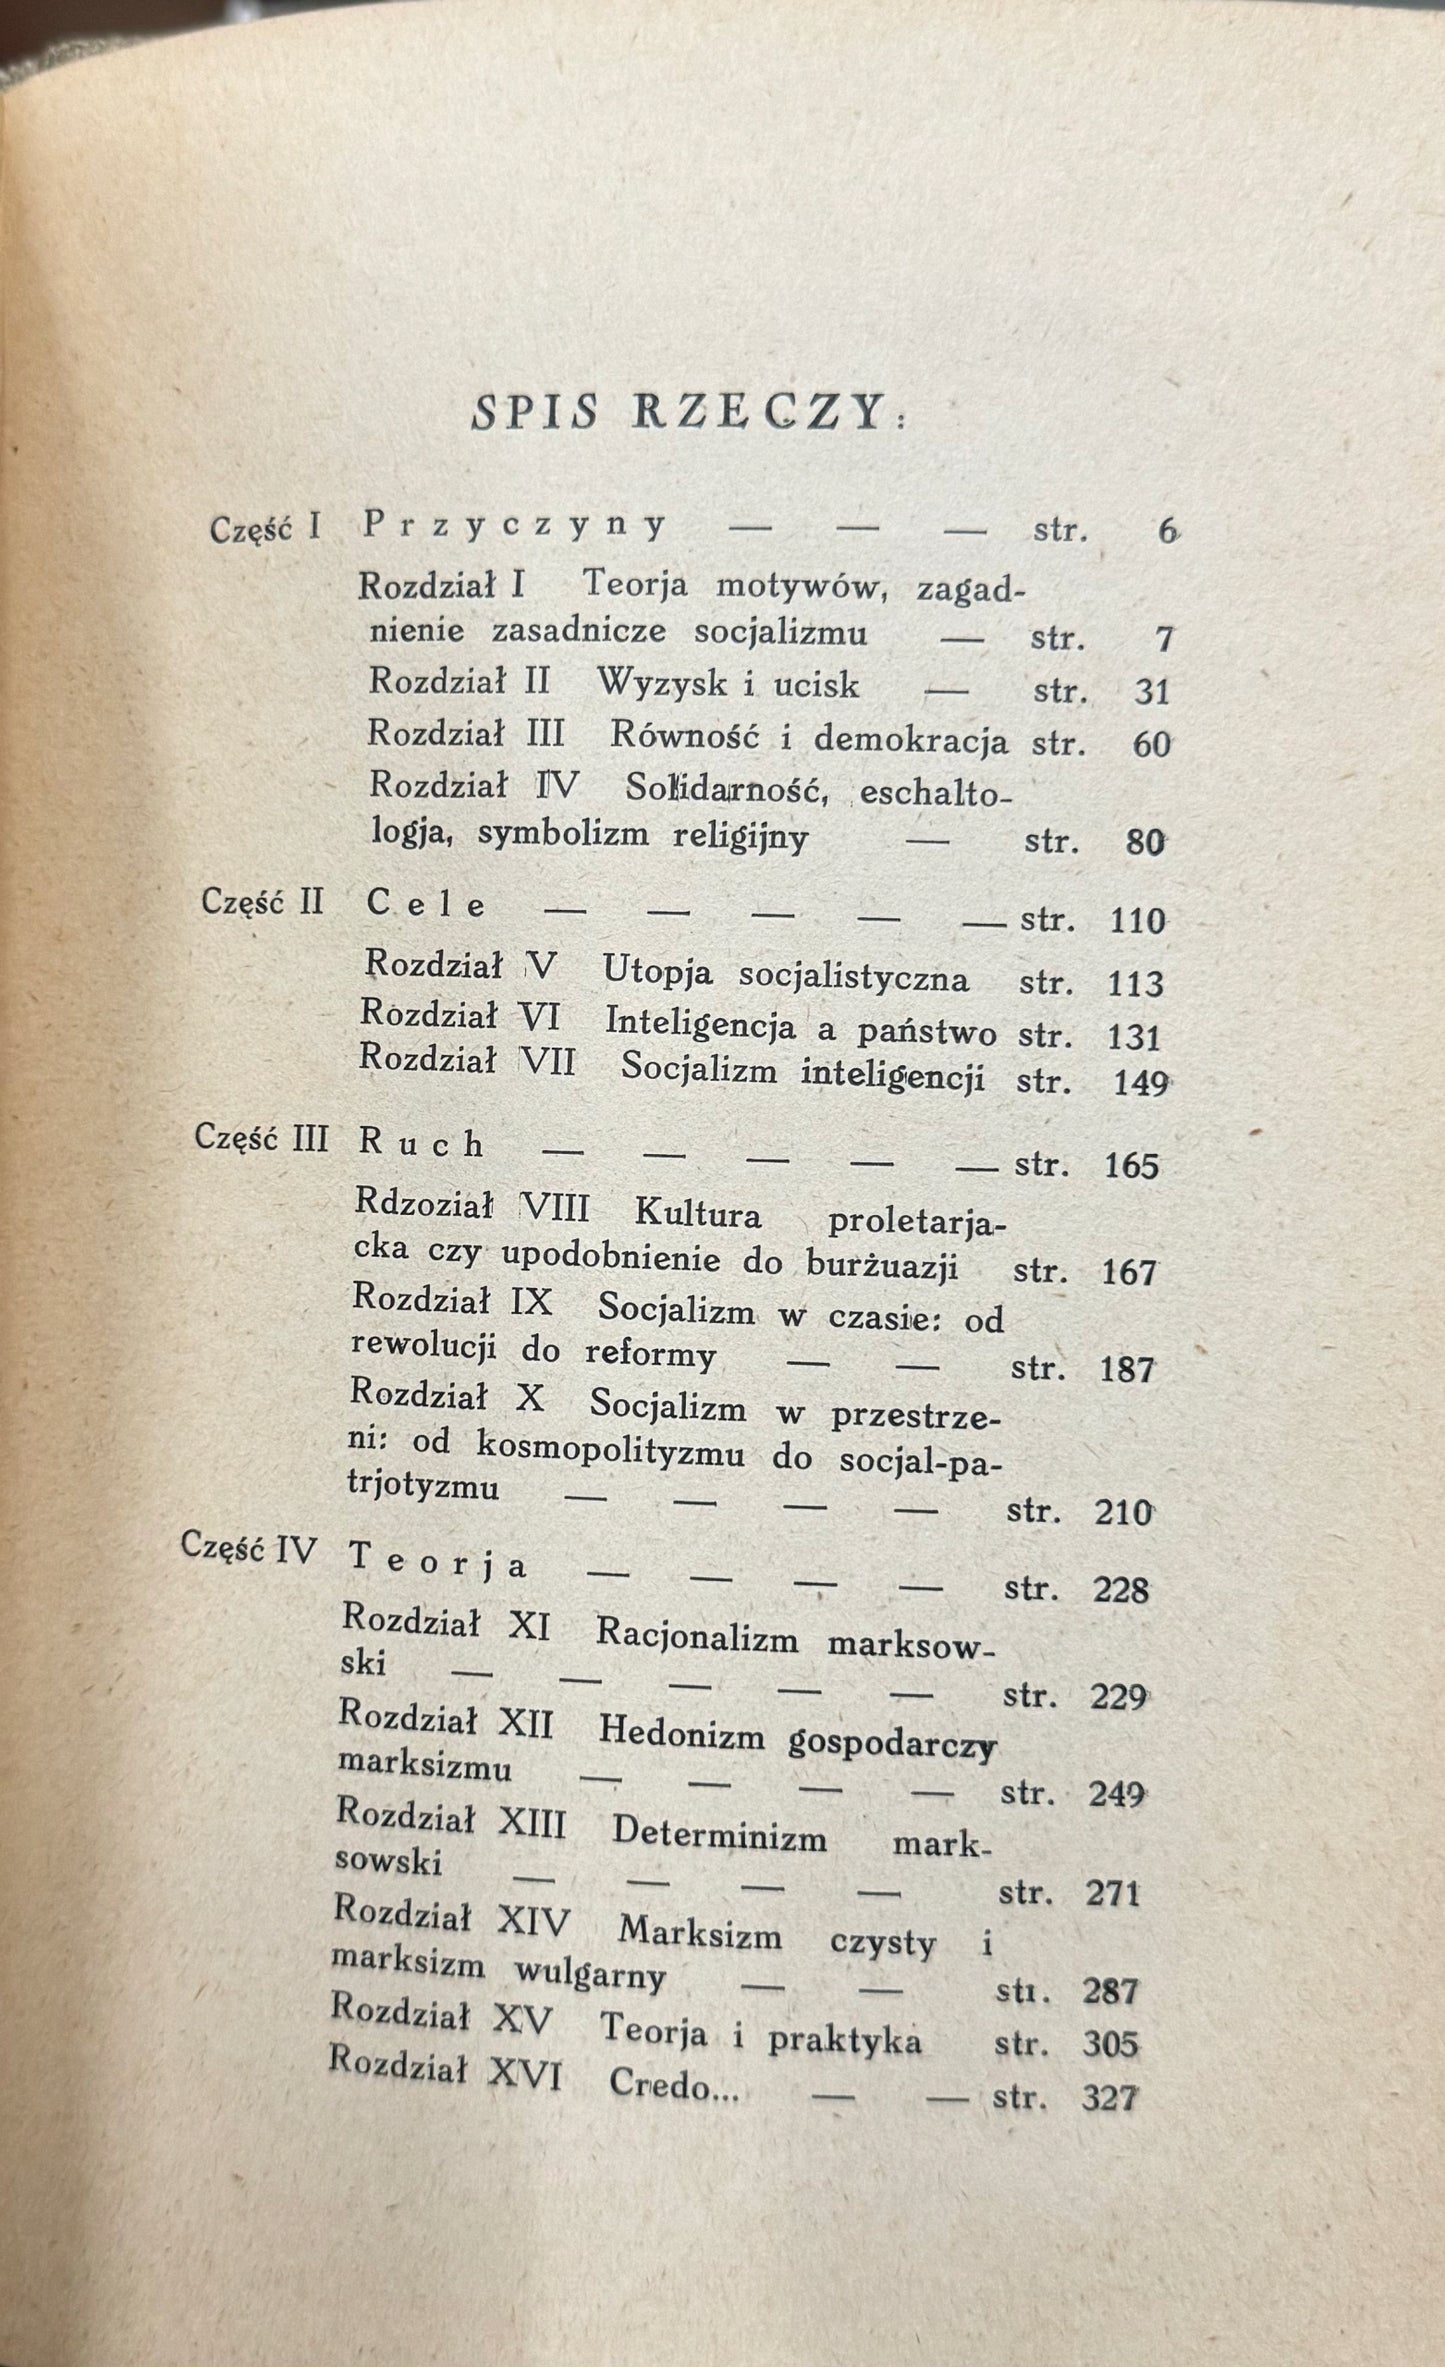 SPIS RZECZY:
Część I Przyczyny — — — str. 6
Rozdział I Teorja motywów, zagad-
nienie zasadnicze socjalizmu — str. 7
Rozdział II Wyzysk i ucisk — str. 31
Rozdział III Równość i demokracja str. 60
Rozdział IV Solidarność, eschalto-
logja, symbolizm religijny — str. 80
Część II Cele — — — — — str. 110
Rozdział V Utopja socjalistyczna str. 113
Rozdział VI Inteligencja a państwo str. 131
Rozdział VII Socjalizm inteligencji str. 149
Część III Ruch — — — — — str. 165
Rdzoział VIII Kultura proletarja-
cka czy upodobnienie do burżuazji str. 167
Rozdział IX Socjalizm w czasie: od
rewolucji do reformy — — str. 187
Rozdział X Socjalizm w przestrze-
ni: od kosmopolityzmu do socjal-pa-
trjotyzmu — — — — str. 210
Część IV Teorja — — — — str. 228
Rozdział XI Racjonalizm marksow-
ski — — — — — str. 229
Rozdział XII Hedonizm gospodarczy
marksizmu — — — — str. 249
Rozdział XIII Determinizm mark-
sowski — — — — str. 271
Rozdział XIV Marksizm czysty i
marksizm wulgarny — — str. 287
Rozdział XV Teorja i praktyka str. 305
Rozdział XVI Credo... — — str. 327